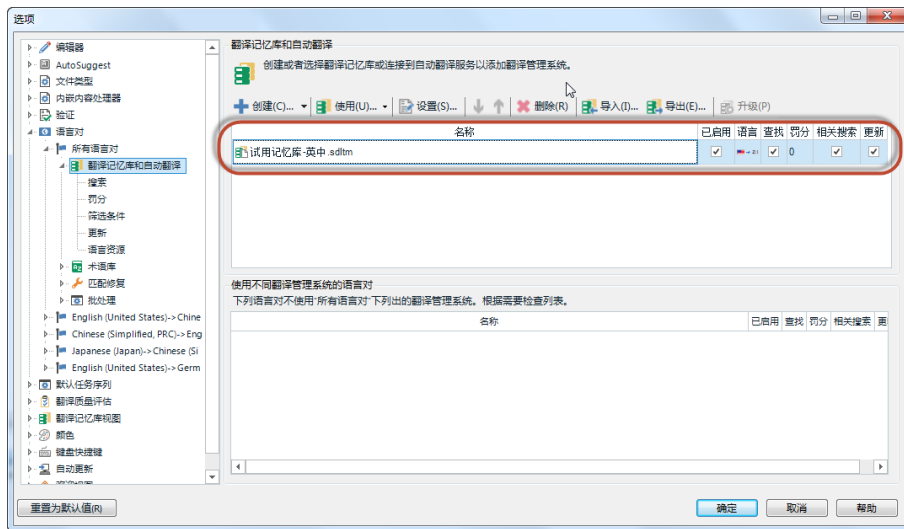 选项
编辑器
AutoSuggest
文件类型
内嵌内容处理器
验证
语言对
所有语言对
翻译记忆库和自动翻译
搜索
罚分
筛选条件
更新
语言资源
术语库
匹配修复
批处理
English (United States)->Chine
Chinese (Simplified, PRC)->Eng
Japanese (Japan)->Chinese (Si
English (United States)->Germ
默认任务序列
翻译质量评估
翻译记忆库视图
颜色
键盘快捷键
自动更新
重置为默认值(R)
翻译记忆库和自动翻译
创建或者选择翻译记忆库或连接到自动翻译服务以添加翻译管理系统。
创建(C)... 使用(U)... 设置(S)... 删除(R) 导入(I)... 导出(E)... 升级(P)
名称 已启用 语言 查找 罚分 相关搜索 更新
试用记忆库-英中.sdltm 0
使用不同翻译管理系统的语言对
下列语言对不使用“所有语言对”下列出的翻译管理系统。根据需要检查列表。
名称 已启用 查找 罚分 相关搜索 更
确定 取消 帮助